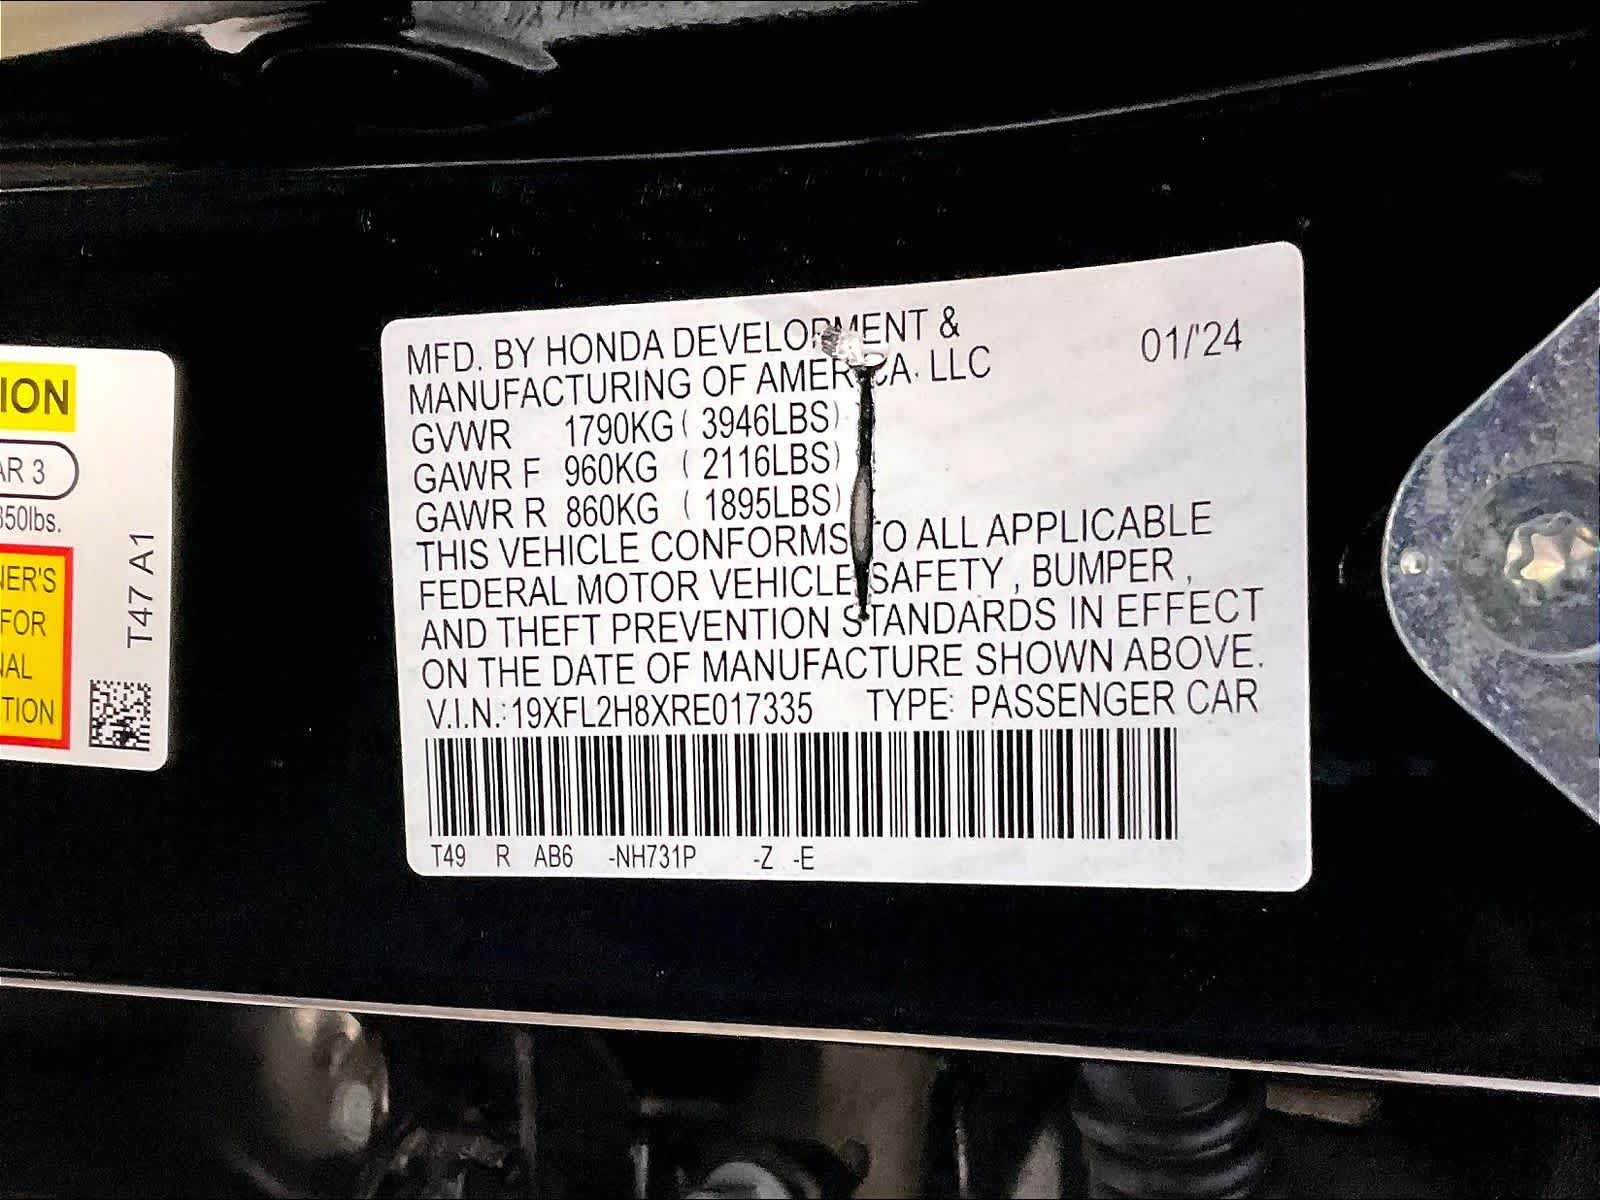 ION
AR 3
850lbs.
NER'S
FOR
NAL
TION
T47 A1
MFD. BY HONDA DEVELOPMENT & 01/'24
MANUFACTURING OF AMERICA. LLC
GVWR 1790KG ( 3946LBS)
GAWR F 960KG ( 2116LBS)
GAWR R 860KG ( 1895LBS)
THIS VEHICLE CONFORMS TO ALL APPLICABLE
FEDERAL MOTOR VEHICLE SAFETY , BUMPER ,
AND THEFT PREVENTION STANDARDS IN EFFECT
ON THE DATE OF MANUFACTURE SHOWN ABOVE.
V.I.N.: 19XFL2H8XRE017335 TYPE: PASSENGER CAR
T49 R AB6 -NH731P -Z -E